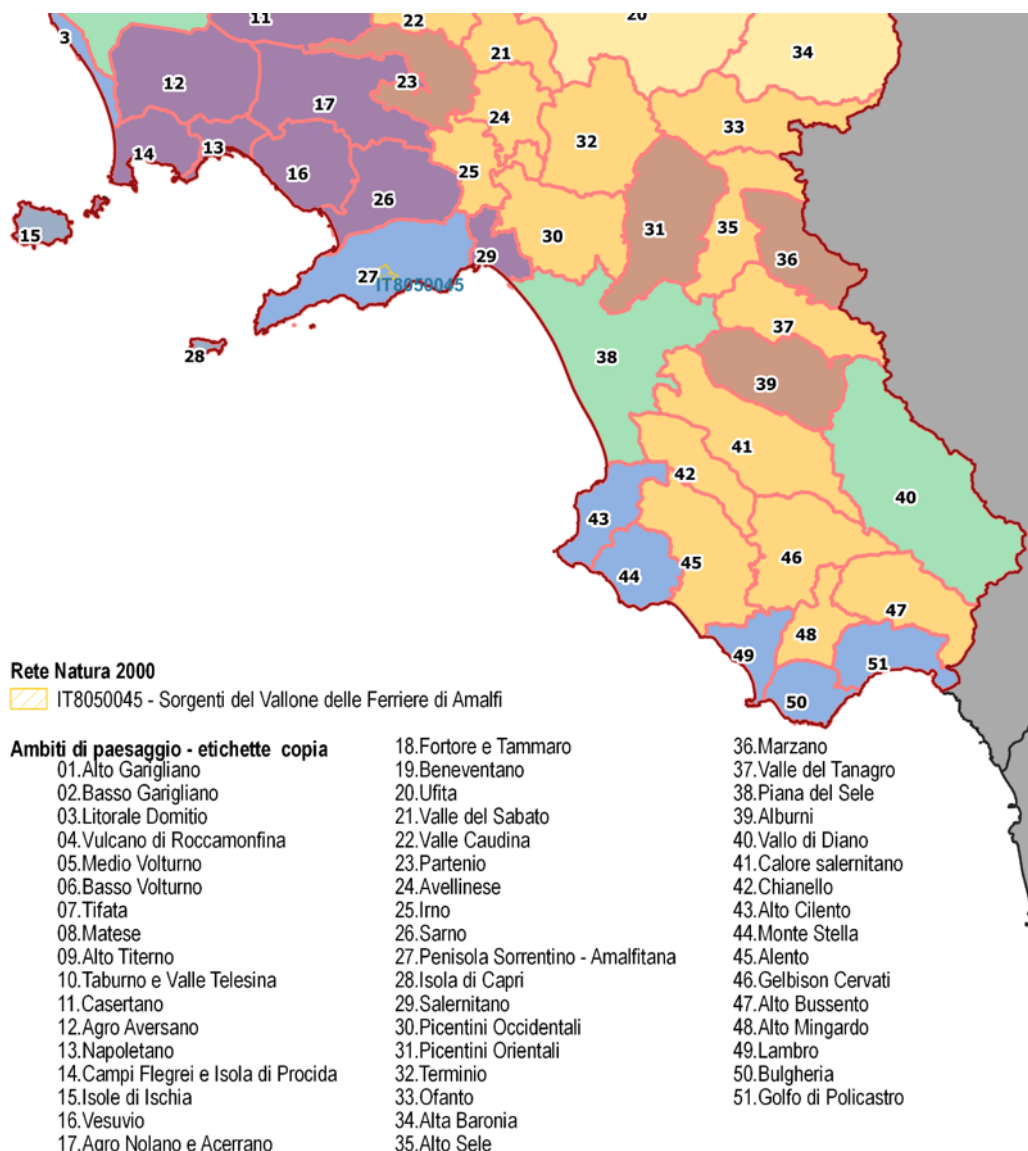 20
11
22
3
21
34
12
23
17
24
33
32
14
13
16
25
26
35
15
31
30
29
36
27
IT8050045
37
28
38
39
41
42
40
43
46
45
44
47
48
49
51
50
Rete Natura 2000
IT8050045 - Sorgenti del Vallone delle Ferriere di Amalfi
Ambiti di paesaggio - etichette copia
01.Alto Garigliano
02.Basso Garigliano
03.Litorale Domitio
04.Vulcano di Roccamonfina
05.Medio Volturno
06.Basso Volturno
07.Tifata
08.Matese
09.Alto Titerno
10.Taburno e Valle Telesina
11.Casertano
12.Agro Aversano
13.Napoletano
14.Campi Flegrei e Isola di Procida
15.Isole di Ischia
16.Vesuvio
17.Agro Nolano e Acerrano
18.Fortore e Tammaro
19.Beneventano
20.Ufita
21.Valle del Sabato
22.Valle Caudina
23.Partenio
24.Avellinese
25.Irno
26.Sarno
27.Penisola Sorrentino - Amalfitana
28.Isola di Capri
29.Salernitano
30.Picentini Occidentali
31.Picentini Orientali
32.Terminio
33.Ofanto
34.Alta Baronia
35.Alto Sele
36.Marzano
37.Valle del Tanagro
38.Piana del Sele
39.Alburni
40.Vallo di Diano
41.Calore salernitano
42.Chianello
43.Alto Cilento
44.Monte Stella
45.Alento
46.Gelbison Cervati
47.Alto Bussento
48.Alto Mingardo
49.Lambro
50.Bulgheria
51.Golfo di Policastro